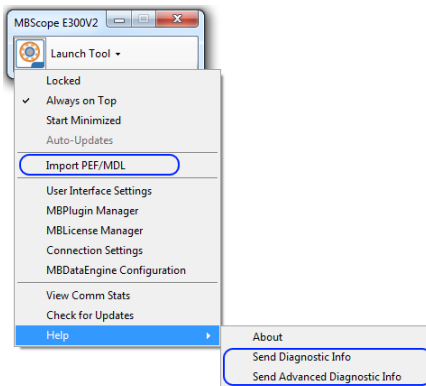 MBScope E300V2
Launch Tool
Locked
Always on Top
Start Minimized
Auto-Updates
Import PEF/MDL
User Interface Settings
MBPlugin Manager
MBLicense Manager
Connection Settings
MBDataEngine Configuration
View Comm Stats
Check for Updates
Help
About
Send Diagnostic Info
Send Advanced Diagnostic Info